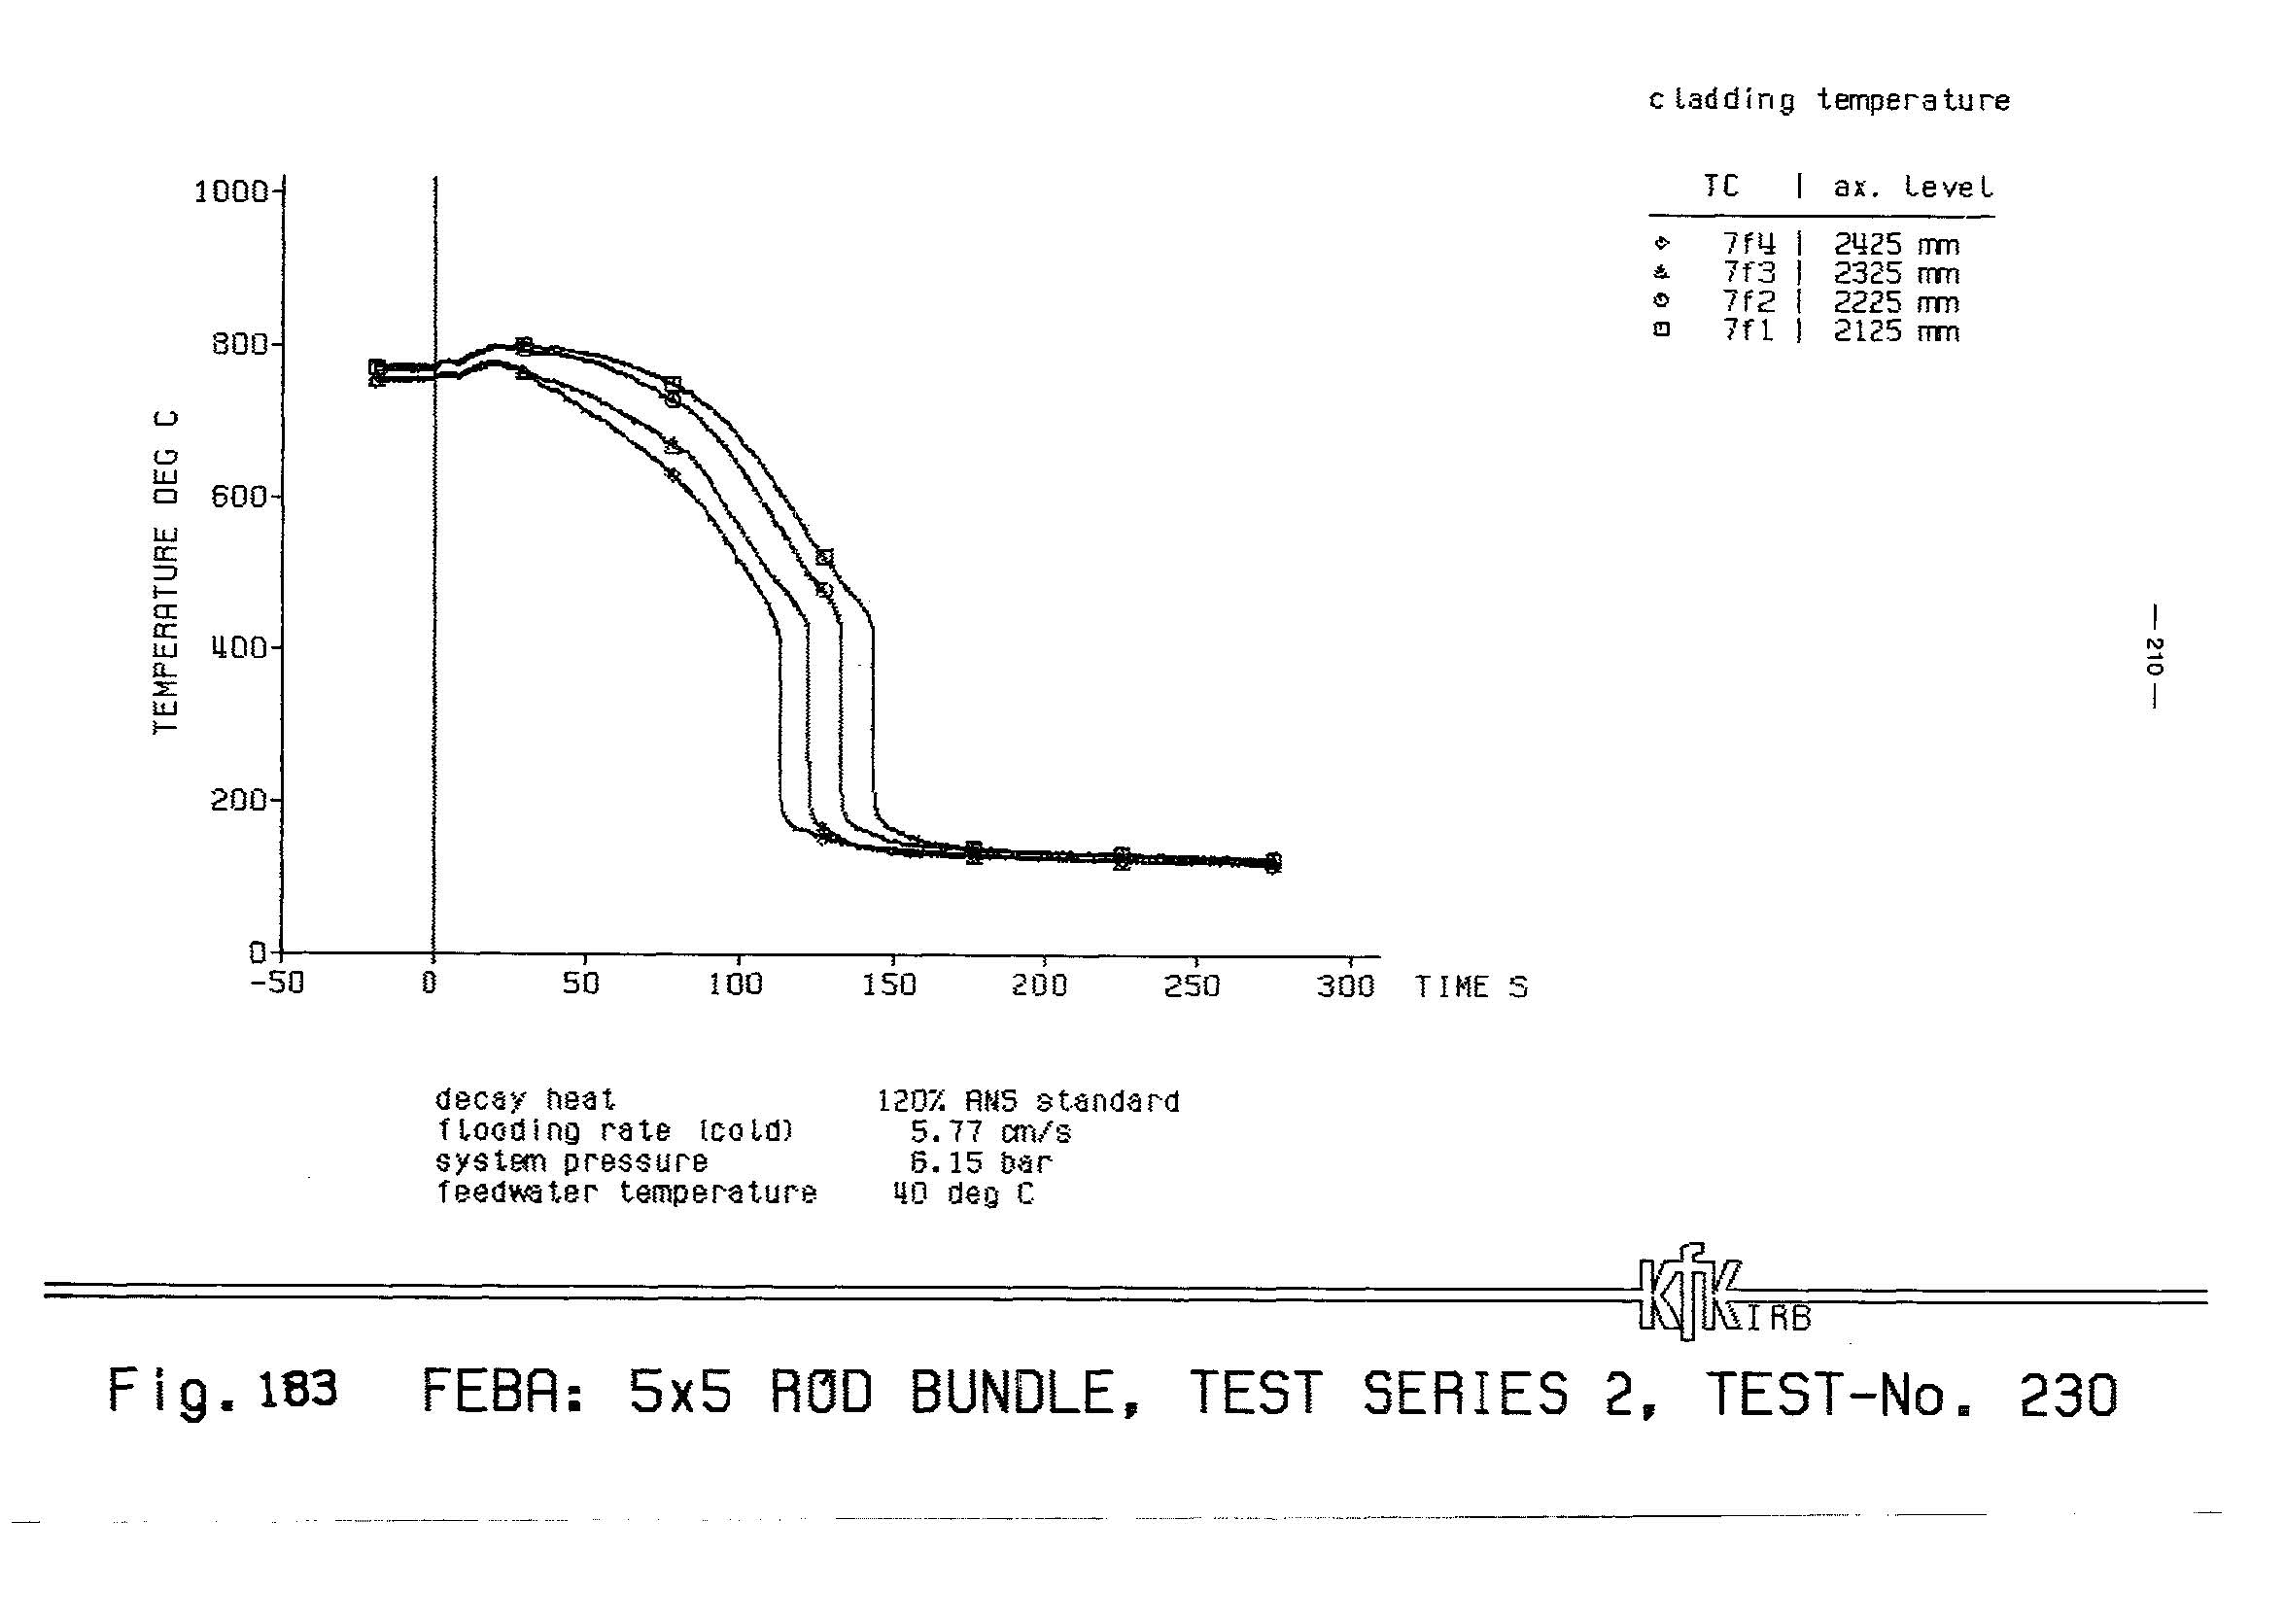 cladding temperature
TC | ax. level
7f4 | 2425 mm
7f3 | 2325 mm
7f2 | 2225 mm
7f1 | 2125 mm
1000
800
600
400
200
0
TEMPERATURE DEG C
-50 0 50 100 150 200 250 300 TIME S
— 210 —
decay heat 120% ANS standard
flooding rate (cold) 5.77 cm/s
system pressure 6.15 bar
feedwater temperature 40 deg C
KfK IRB
Fig. 183 FEBA: 5x5 ROD BUNDLE, TEST SERIES 2, TEST-No. 230